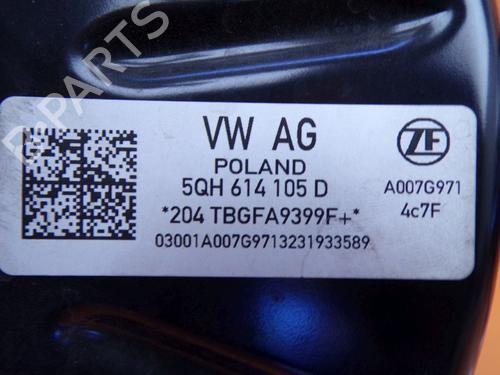 B-PARTS
VW AG
POLAND
5QH 614 105 D
*204 TBGFA9399F+*
03001A007G9713231933589
ZF
A007G971
4c7F